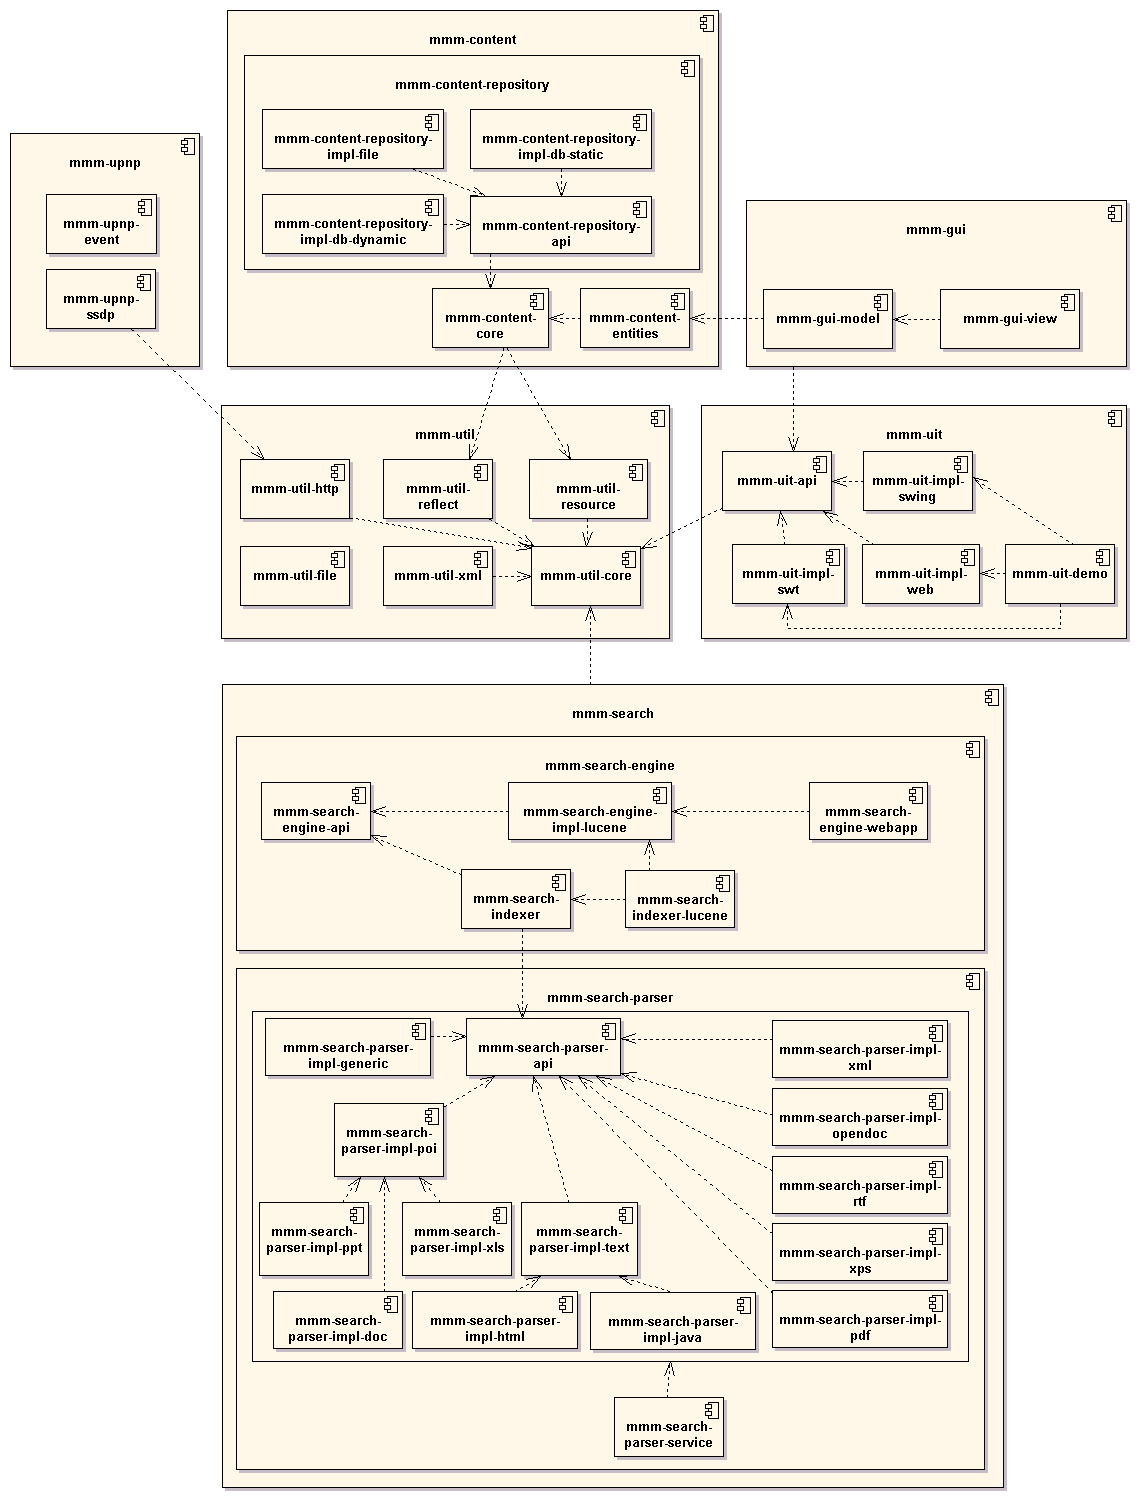 mmm-content
mmm-content-repository
mmm-content-repository-
impl-file
mmm-content-repository-
impl-db-static
mmm-content-repository-
impl-db-dynamic
mmm-content-repository-
api
mmm-content-
core
mmm-content-
entities
mmm-upnp
mmm-upnp-
event
mmm-upnp-
ssdp
mmm-gui
mmm-gui-model
mmm-gui-view
mmm-util
mmm-util-http
mmm-util-
reflect
mmm-util-
resource
mmm-util-file
mmm-util-xml
mmm-util-core
mmm-uit
mmm-uit-api
mmm-uit-impl-
swing
mmm-uit-impl-
swt
mmm-uit-impl-
web
mmm-uit-demo
mmm-search
mmm-search-engine
mmm-search-
engine-api
mmm-search-engine-
impl-lucene
mmm-search-
engine-webapp
mmm-search-
indexer
mmm-search-
indexer-lucene
mmm-search-parser
mmm-search-parser-
impl-generic
mmm-search-parser-
api
mmm-search-parser-impl-
xml
mmm-search-parser-impl-
opendoc
mmm-search-
parser-impl-poi
mmm-search-parser-impl-
rtf
mmm-search-
parser-impl-ppt
mmm-search-
parser-impl-xls
mmm-search-
parser-impl-text
mmm-search-parser-impl-
xps
mmm-search-
parser-impl-doc
mmm-search-parser-
impl-html
mmm-search-parser-
impl-java
mmm-search-parser-impl-
pdf
mmm-search-
parser-service